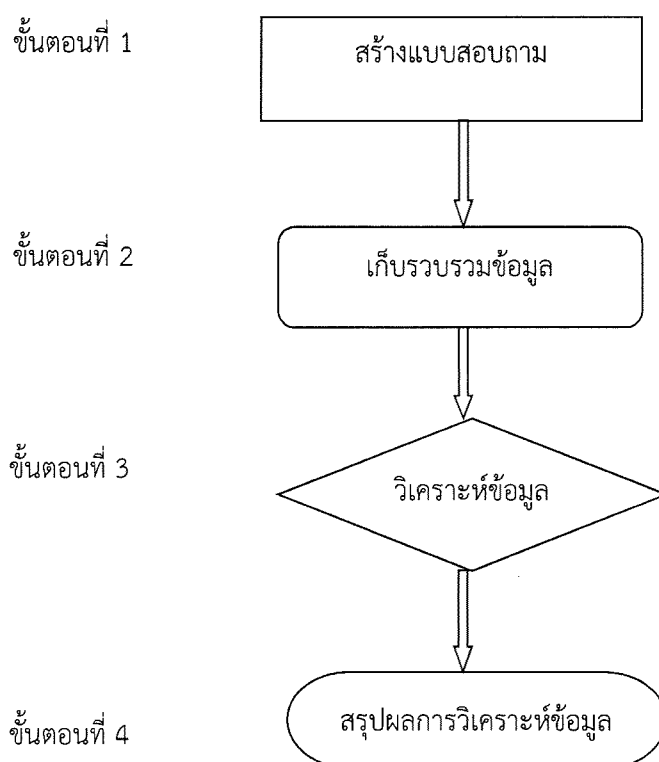 ขั้นตอนที่ 1
สร้างแบบสอบถาม
ขั้นตอนที่ 2
เก็บรวบรวมข้อมูล
ขั้นตอนที่ 3
วิเคราะห์ข้อมูล
ขั้นตอนที่ 4
สรุปผลการวิเคราะห์ข้อมูล